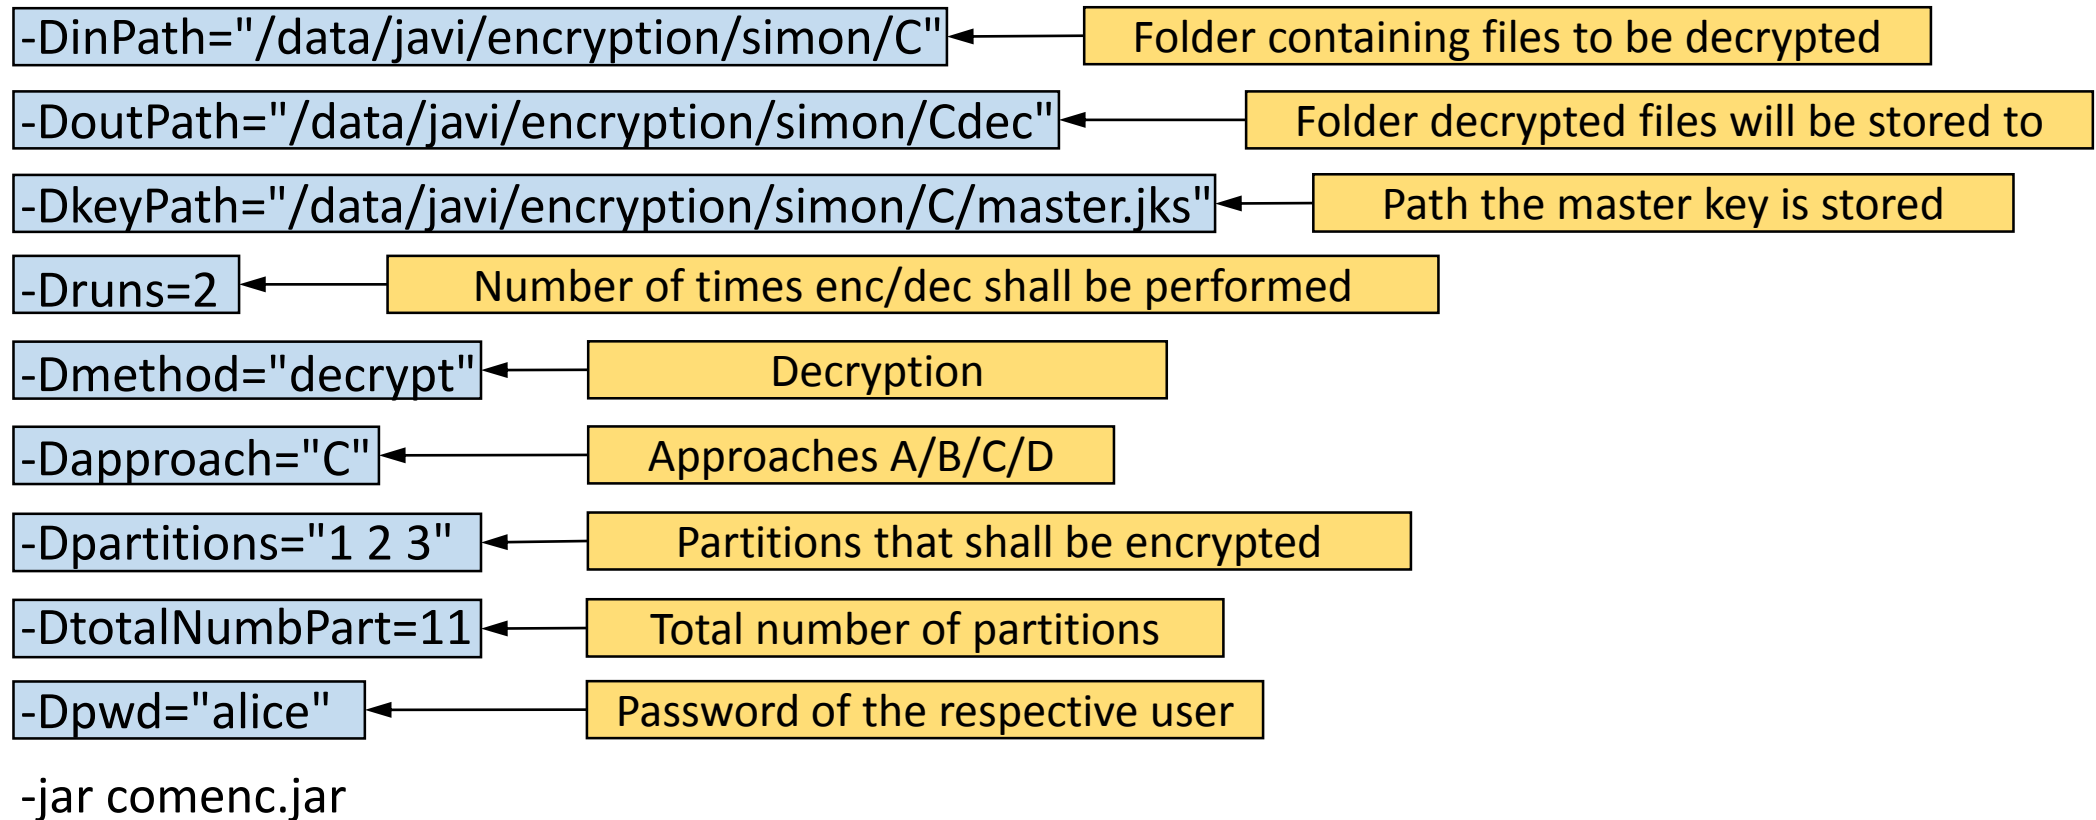 -DinPath="/data/javi/encryption/simon/C" Folder containing files to be decrypted
-DoutPath="/data/javi/encryption/simon/Cdec" Folder decrypted files will be stored to
-DkeyPath="/data/javi/encryption/simon/C/master.jks" Path the master key is stored
-Druns=2 Number of times enc/dec shall be performed
-Dmethod="decrypt" Decryption
-Dapproach="C" Approaches A/B/C/D
-Dpartitions="1 2 3" Partitions that shall be encrypted
-DtotalNumbPart=11 Total number of partitions
-Dpwd="alice" Password of the respective user
-jar comenc.jar